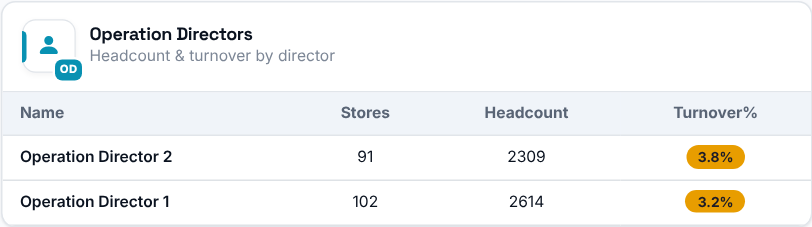 Operation Directors
Headcount & turnover by director
OD
Name Stores Headcount Turnover%
Operation Director 2 91 2309 3.8%
Operation Director 1 102 2614 3.2%